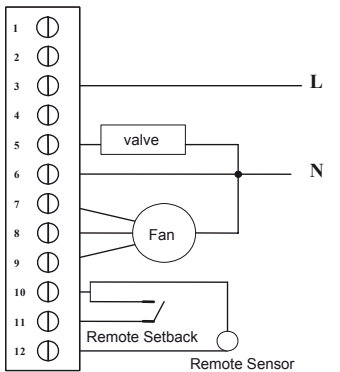 1
2
3 L
4
5 valve
6 N
7
8 Fan
9
10
11
Remote Setback
12
Remote Sensor